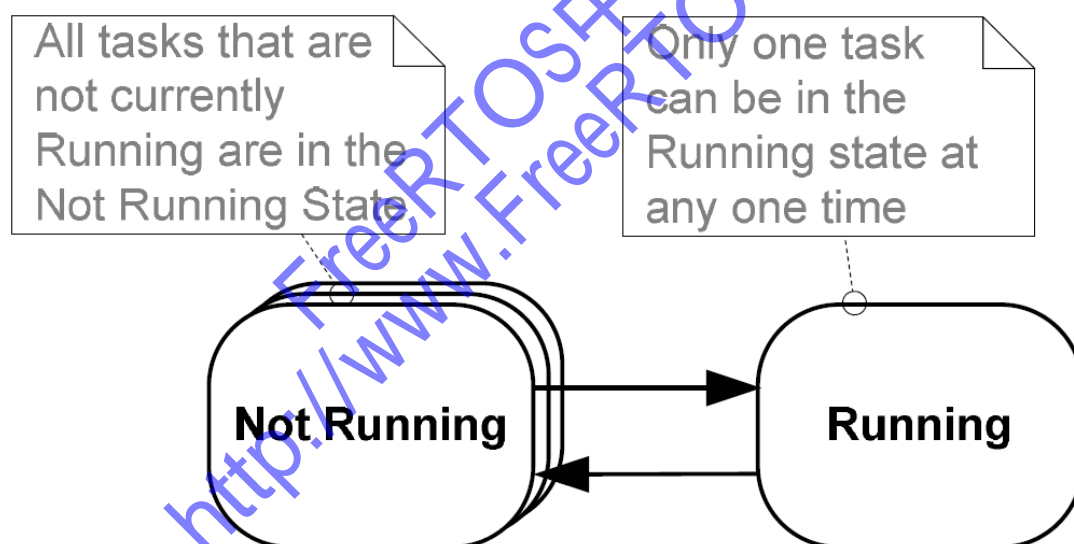 All tasks that are
not currently
Running are in the
Not Running State
Only one task
can be in the
Running state at
any one time
Not Running
Running
FreeRTOS
http://www.FreeRTO